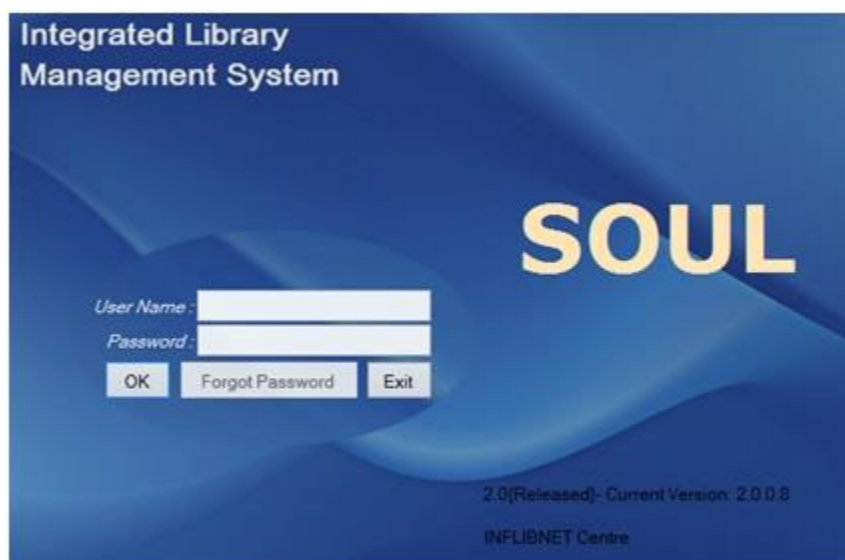 Integrated Library
Management System
SOUL
User Name :
Password :
OK Forgot Password Exit
2.0(Released)- Current Version: 2.0.0.8
INFLIBNET Centre